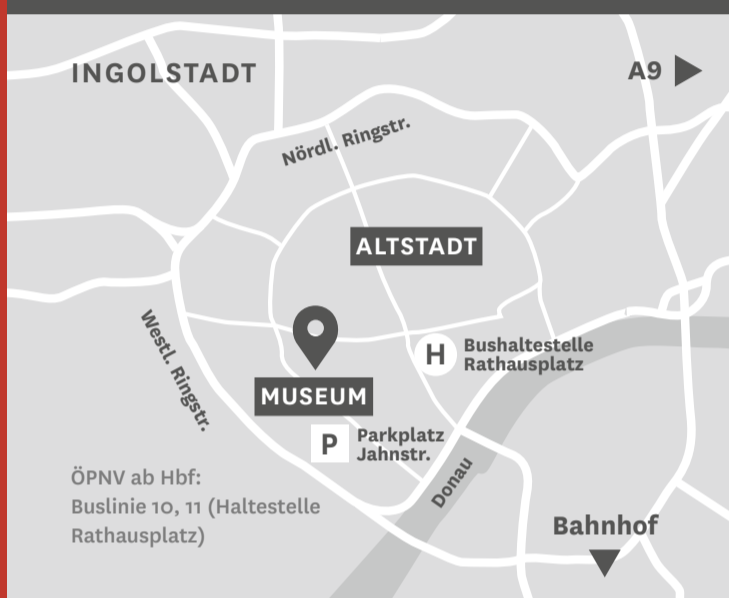 INGOLSTADT
A9
Nördl. Ringstr.
ALTSTADT
Westl. Ringstr.
H
Bushaltestelle
Rathausplatz
MUSEUM
P
Parkplatz
Jahnstr.
Donau
ÖPNV ab Hbf:
Buslinie 10, 11 (Haltestelle
Rathausplatz)
Bahnhof